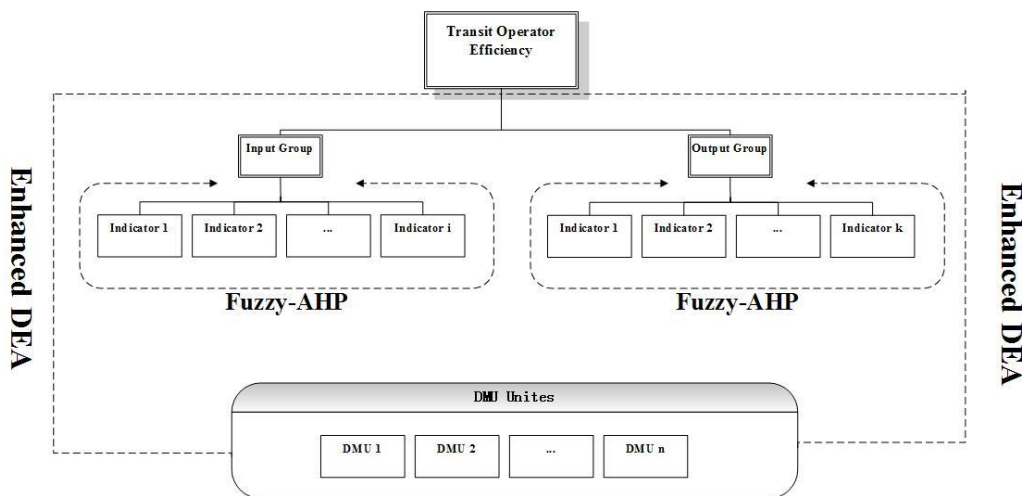 Transit Operator
Efficiency
Input Group
Output Group
Indicator 1
Indicator 2
...
Indicator i
Indicator 1
Indicator 2
...
Indicator k
Fuzzy-AHP
Fuzzy-AHP
Enhanced DEA
Enhanced DEA
DMU Unites
DMU 1
DMU 2
...
DMU n